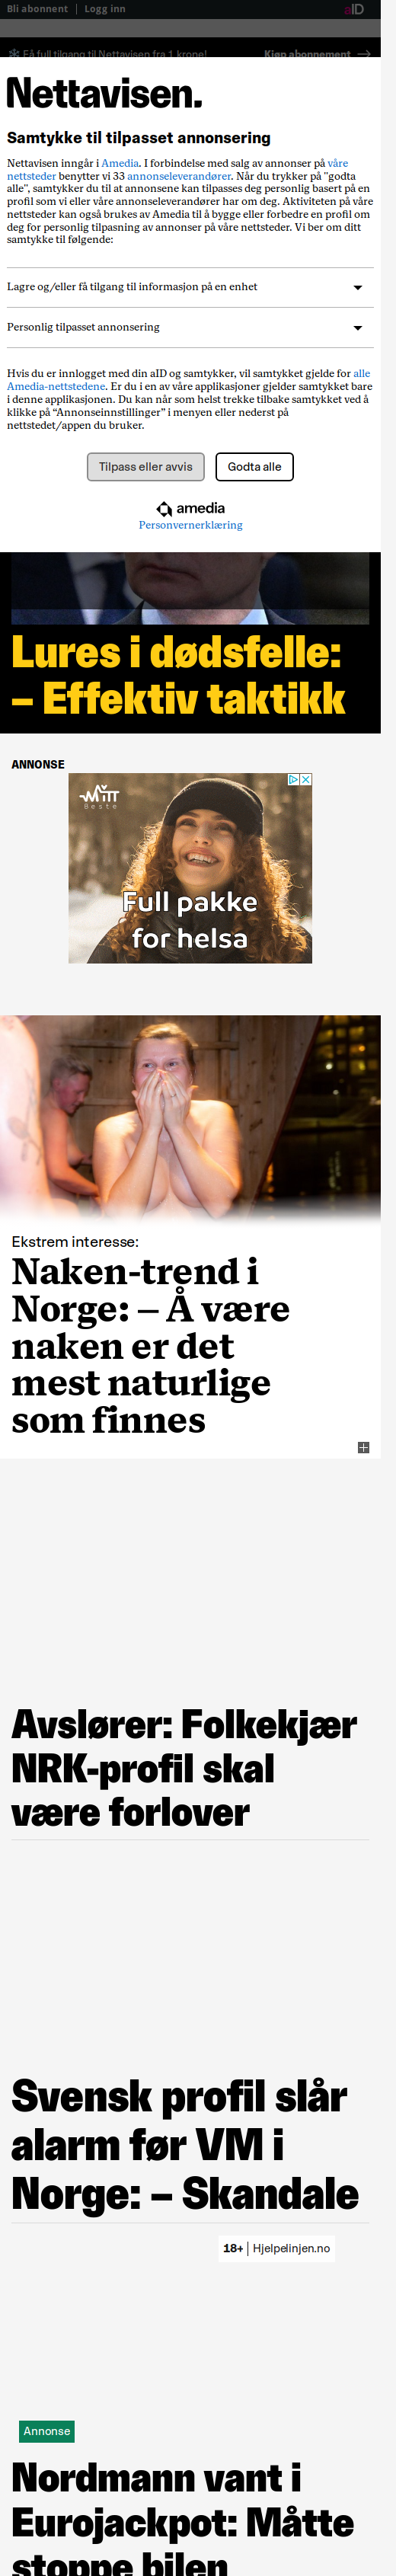 Bli abonnent | Logg inn
aID
Få full tilgang til Nettavisen fra 1 krone!
Kjøp abonnement
Nettavisen.
Samtykke til tilpasset annonsering
Nettavisen inngår i Amedia. I forbindelse med salg av annonser på våre
nettsteder benytter vi 33 annonseleverandører. Når du trykker på "godta
alle", samtykker du til at annonsene kan tilpasses deg personlig basert på en
profil som vi eller våre annonseleverandører har om deg. Aktiviteten på våre
nettsteder kan også brukes av Amedia til å bygge eller forbedre en profil om
deg for personlig tilpasning av annonser på våre nettsteder. Vi ber om ditt
samtykke til følgende:
Lagre og/eller få tilgang til informasjon på en enhet
Personlig tilpasset annonsering
Hvis du er innlogget med din aID og samtykker, vil samtykket gjelde for alle
Amedia-nettstedene. Er du i en av våre applikasjoner gjelder samtykket bare
i denne applikasjonen. Du kan når som helst trekke tilbake samtykket ved å
klikke på “Annonseinnstillinger” i menyen eller nederst på
nettstedet/appen du bruker.
Tilpass eller avvis
Godta alle
amedia
Personvernerklæring
Lures i dødsfelle:
– Effektiv taktikk
ANNONSE
MITT
Beste
Full pakke
for helsa
Ekstrem interesse:
Naken-trend i
Norge: – Å være
naken er det
mest naturlige
som finnes
Avslører: Folkekjær
NRK-profil skal
være forlover
Svensk profil slår
alarm før VM i
Norge: – Skandale
18+ | Hjelpelinjen.no
Annonse
Nordmann vant i
Eurojackpot: Måtte
stoppe bilen